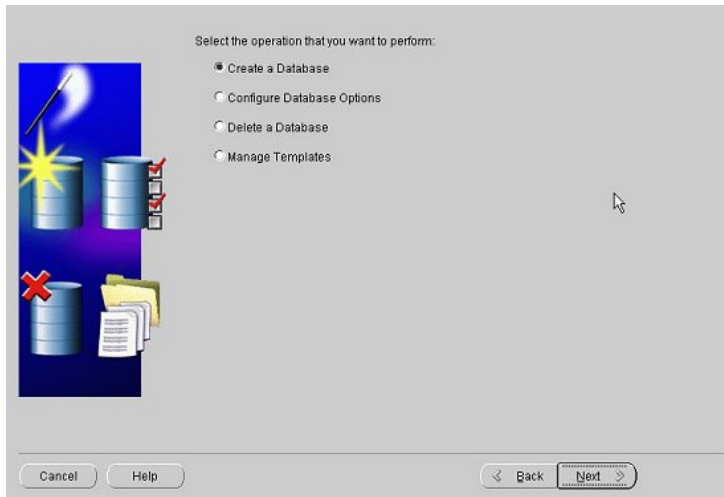 Select the operation that you want to perform:
Create a Database
Configure Database Options
Delete a Database
Manage Templates
Cancel
Help
Back
Next